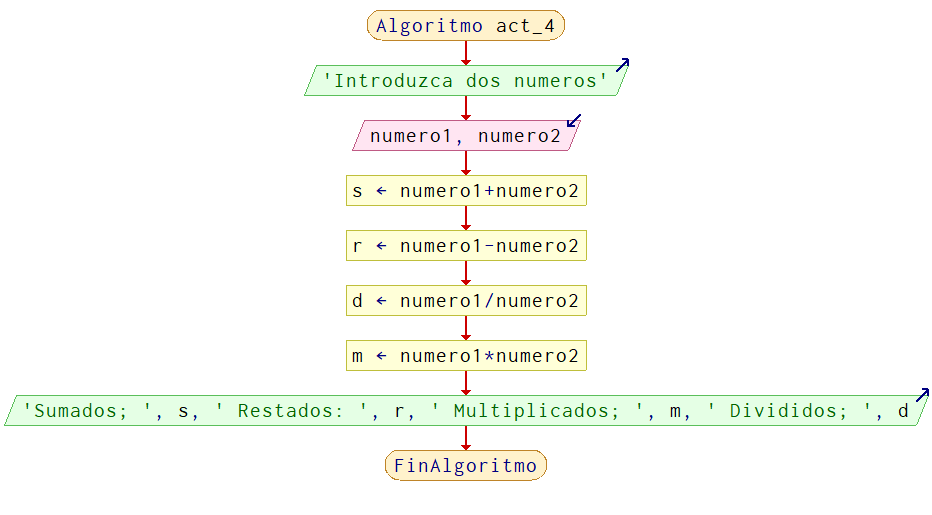 Algoritmo act_4
'Introduzca dos numeros'
numero1, numero2
s ← numero1+numero2
r ← numero1-numero2
d ← numero1/numero2
m ← numero1*numero2
'Sumados; ', s, ' Restados: ', r, ' Multiplicados; ', m, ' Divididos; ', d
FinAlgoritmo